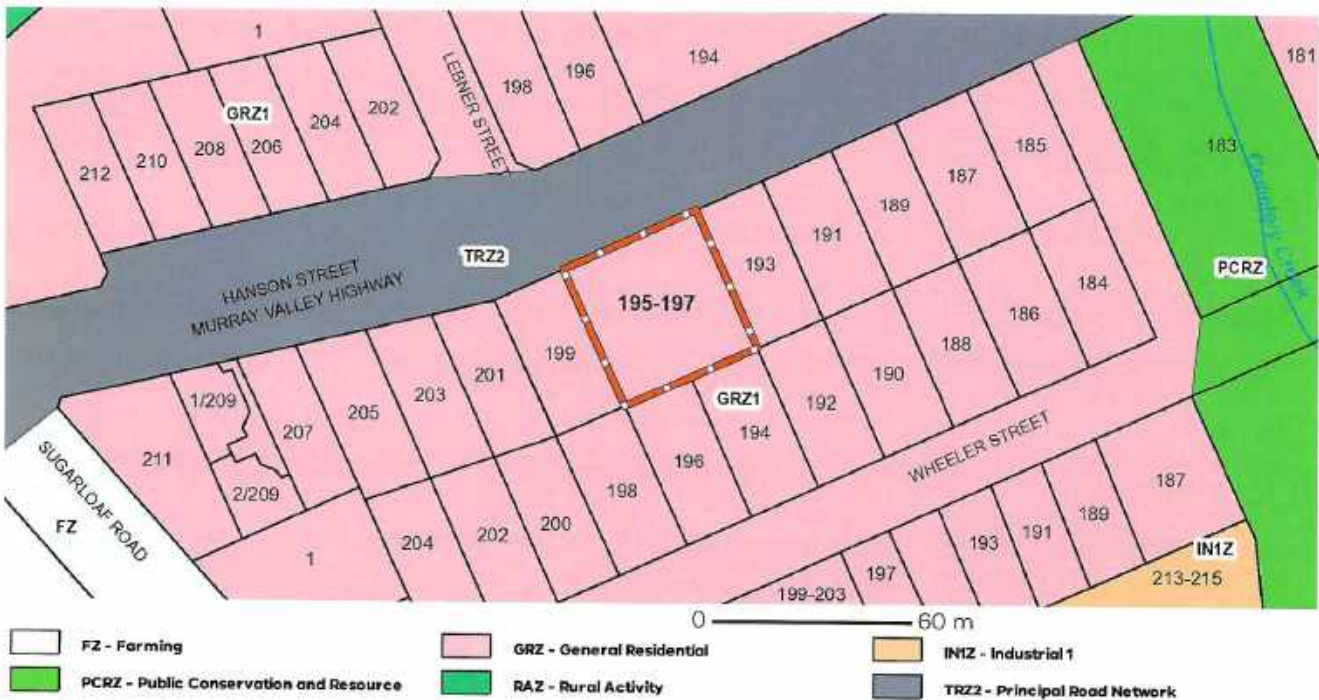 1
198
196
194
181
LEBNER STREET
GRZ1
202
204
206
208
210
212
185
183
187
189
191
193
Cemetery Creek
PCRZ
TRZ2
HANSON STREET
MURRAY VALLEY HIGHWAY
195-197
199
201
203
205
207
1/209
2/209
211
184
186
188
190
192
GRZ1
194
196
198
200
202
204
1
SUGARLOAF ROAD
FZ
WHEELER STREET
187
189
191
193
197
199-203
IN1Z
213-215
0 60 m
FZ - Farming
GRZ - General Residential
IN1Z - Industrial 1
PCRZ - Public Conservation and Resource
RAZ - Rural Activity
TRZ2 - Principal Road Network